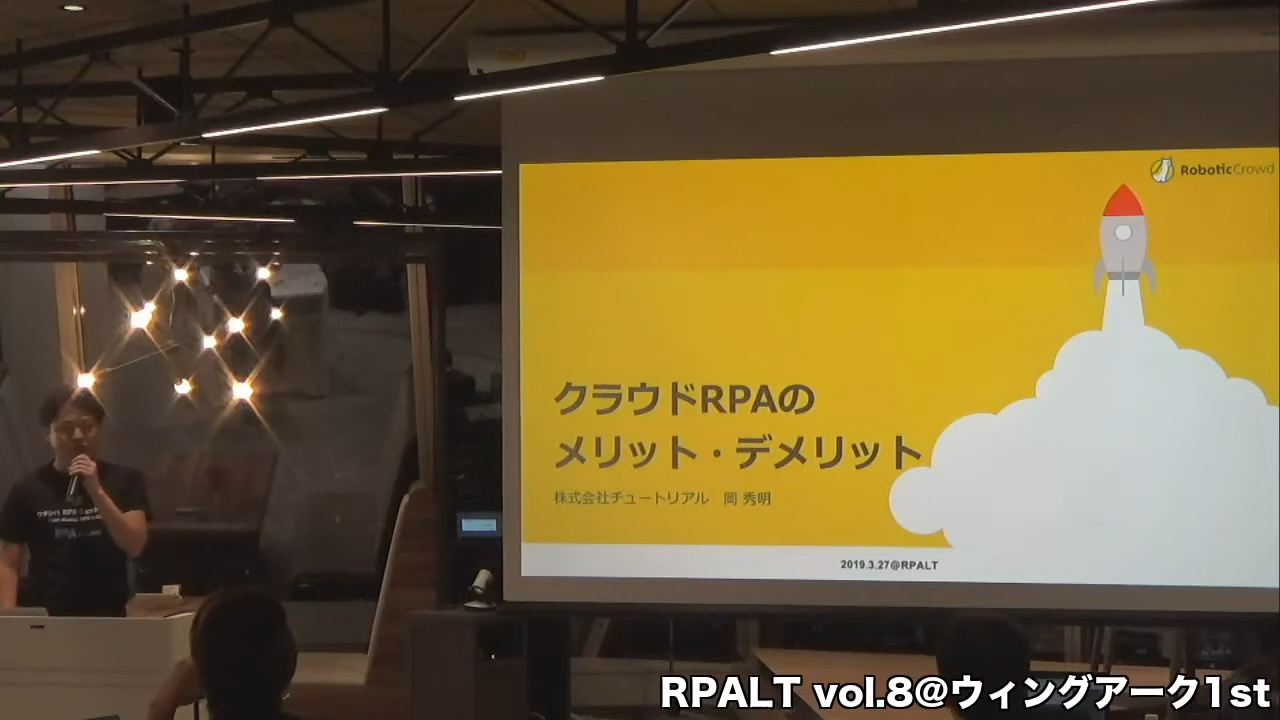 RoboticCrowd
クラウドRPAの
メリット・デメリット
株式会社チュートリアル 岡 秀明
2019.3.27@RPALT
RPA
RPALT vol.8@ウィングアーク1st